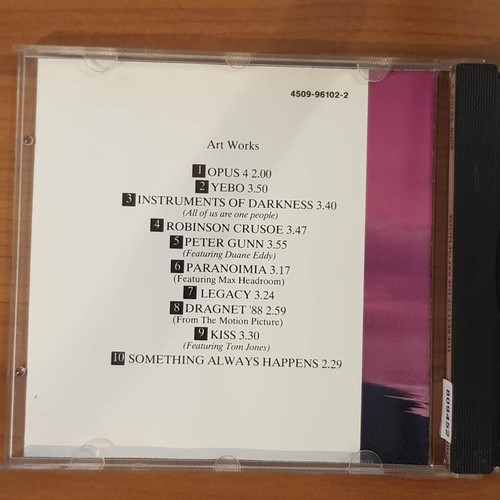 4509-96102-2
Art Works
1 OPUS 4 2.00
2 YEBO 3.50
3 INSTRUMENTS OF DARKNESS 3.40
(All of us are one people)
4 ROBINSON CRUSOE 3.47
5 PETER GUNN 3.55
(Featuring Duane Eddy)
6 PARANOIMIA 3.17
(Featuring Max Headroom)
7 LEGACY 3.24
8 DRAGNET '88 2.59
(From The Motion Picture)
9 KISS 3.30
(Featuring Tom Jones)
10 SOMETHING ALWAYS HAPPENS 2.29
809452